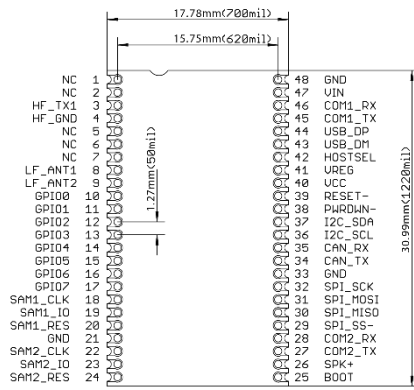 17.78mm(700mil)
15.75mm(620mil)
NC 1 48 GND
NC 2 47 VIN
HF_TX1 3 46 COM1_RX
HF_GND 4 45 COM1_TX
NC 5 44 USB_DP
NC 6 43 USB_DM
NC 7 42 HOSTSEL
LF_ANT1 8 41 VREG
LF_ANT2 9 40 VCC
GPIO0 10 39 RESET-
GPIO1 11 38 PWRDWN-
GPIO2 12 37 I2C_SDA
GPIO3 13 36 I2C_SCL
GPIO4 14 35 CAN_RX
GPIO5 15 34 CAN_TX
GPIO6 16 33 GND
GPIO7 17 32 SPI_SCK
SAM1_CLK 18 31 SPI_MOSI
SAM1_IO 19 30 SPI_MISO
SAM1_RES 20 29 SPI_SS-
GND 21 28 COM2_RX
SAM2_CLK 22 27 COM2_TX
SAM2_IO 23 26 SPK+
SAM2_RES 24 25 BOOT
1.27mm(50mil)
30.99mm(1220mil)